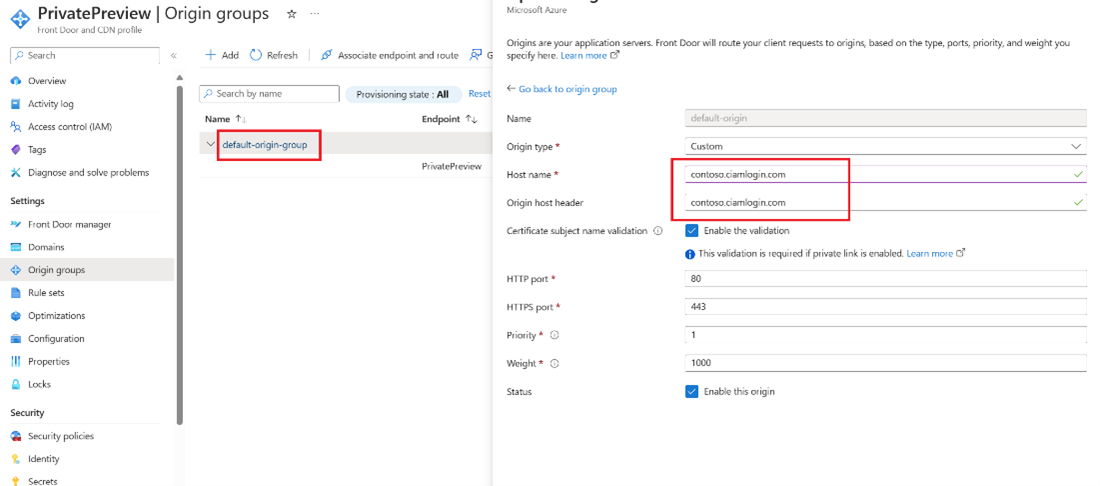 PrivatePreview | Origin groups
Front Door and CDN profile
Search
Overview
Activity log
Access control (IAM)
Tags
Diagnose and solve problems
Settings
Front Door manager
Domains
Origin groups
Rule sets
Optimizations
Configuration
Properties
Locks
Security
Security policies
Identity
Secrets
Add Refresh Associate endpoint and route
Search by name Provisioning state : All Reset
Name Endpoint
default-origin-group
PrivatePreview
Microsoft Azure
Origins are your application servers. Front Door will route your client requests to origins, based on the type, ports, priority, and weight you
specify here. Learn more
Go back to origin group
Name default-origin
Origin type * Custom
Host name * contoso.ciamlogin.com
Origin host header contoso.ciamlogin.com
Certificate subject name validation Enable the validation
This validation is required if private link is enabled. Learn more
HTTP port * 80
HTTPS port * 443
Priority * 1
Weight * 1000
Status Enable this origin